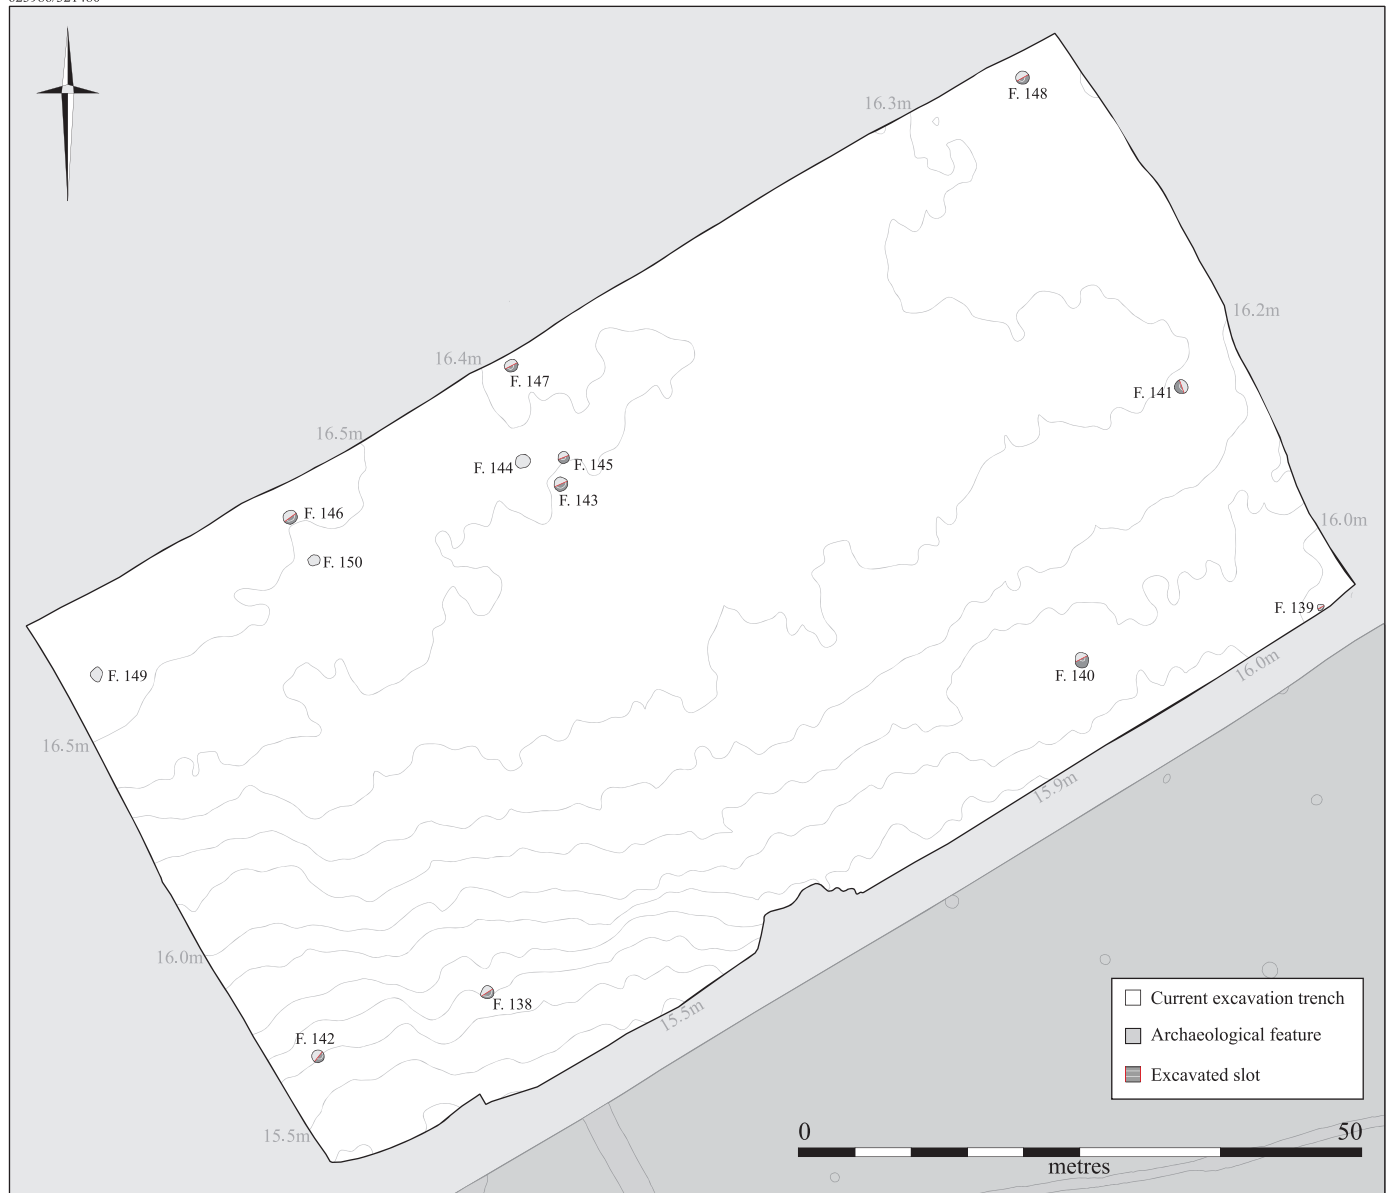 F. 148
16.3m
16.2m
16.4m
F. 147
F. 141
16.5m
F. 144
F. 145
F. 143
F. 146
16.0m
F. 150
F. 139
16.0m
F. 149
F. 140
16.5m
15.9m
16.0m
F. 138
15.5m
F. 142
15.5m
Current excavation trench
Archaeological feature
Excavated slot
0 50
metres